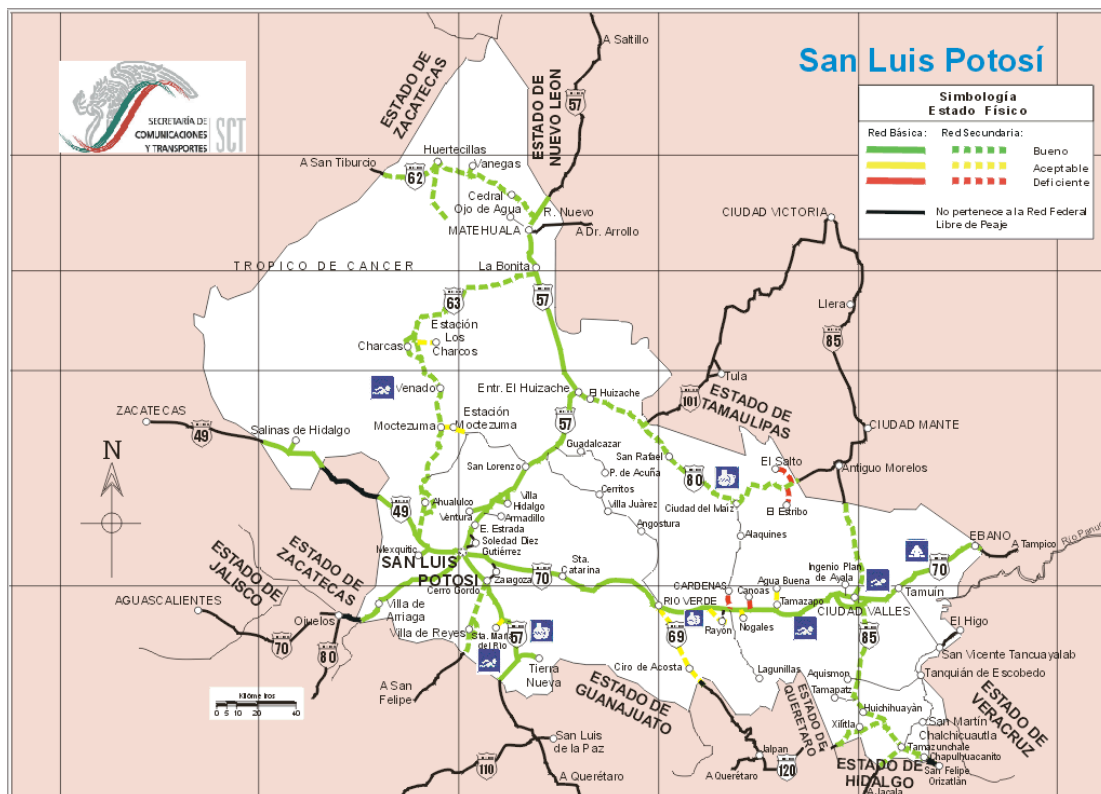 San Luis Potosí
Simbología
Estado Físico
Red Básica:
Red Secundaria:
Bueno
Aceptable
Deficiente
No pertenece a la Red Federal
Libre de Peaje
SECRETARÍA DE
COMUNICACIONES
Y TRANSPORTES
SCT
A Saltillo
57
ESTADO DE
ZACATECAS
ESTADO DE
NUEVO LEON
Huertecillas
Vanegas
A San Tiburcio
62
Cedral
Ojo de Agua
R. Nuevo
MATEHUALA
A Dr. Arrollo
CIUDAD VICTORIA
TROPICO DE CANCER
La Bonita
63
57
Llera
85
Estación
Los
Charcos
Charcas
Venado
Entr. El Huizache
El Huizache
Tula
101
ESTADO DE
TAMAULIPAS
ZACATECAS
49
Salinas de Hidalgo
Moctezuma
Estación
Moctezuma
57
Guadalcazar
CIUDAD MANTE
N
San Lorenzo
P. de Acuña
San Rafael
80
El Salto
Antiguo Morelos
Cerritos
Villa Juárez
Ahualulco
Ventura
Villa
Hidalgo
Armadillo
49
Ciudad del Maíz
El Estribo
E. Estrada
Soledad Diez
Gutiérrez
Angostura
Alaquines
Mexquitic
SAN LUIS
POTOSÍ
Zaragoza
Cerro Gordo
70
Sta.
Catarina
EBANO
A Tampico
Río Panuco
70
Ingenio Plan
de Ayala
Tamuín
ESTADO DE
JALISCO
ESTADO DE
ZACATECAS
AGUASCALIENTES
Ojuelos
70
80
Villa de
Arriaga
Villa de Reyes
Sta. María
del Río
57
Tierra
Nueva
A San
Felipe
RIO VERDE
CARDENAS
Canoas
Agua Buena
Tamazapo
CIUDAD VALLES
Rayón
Nogales
69
85
El Higo
San Vicente Tancuayalab
Tanquián de Escobedo
Ciro de Acosta
Lagunillas
Aquismon
Tamapatz
ESTADO DE
GUANAJUATO
ESTADO DE
QUERETARO
ESTADO DE
VERACRUZ
Huichihuayàn
Xilitla
San Martín
Chalchicuautla
Tamazunchale
Chapulhuacanito
San Felipe
Orizatlán
ESTADO DE
HIDALGO
A Jacala
Kilómetros
0 5 10 20 40
San Luis
de la Paz
110
A Querétaro
Jalpan
A Querétaro
120